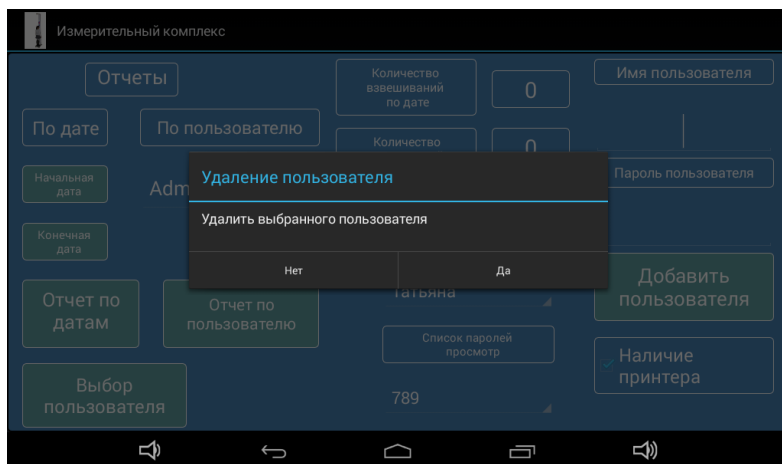 Измерительный комплекс
Отчеты
Количество
взвешиваний
по дате
0
Имя пользователя
По дате
По пользователю
Количество
0
Начальная
дата
Adm
Удаление пользователя
Пароль пользователя
Удалить выбранного пользователя
Конечная
дата
Нет
Да
Татьяна
Добавить
пользователя
Отчет по
датам
Отчет по
пользователю
Список паролей
просмотр
Наличие
принтера
Выбор
пользователя
789